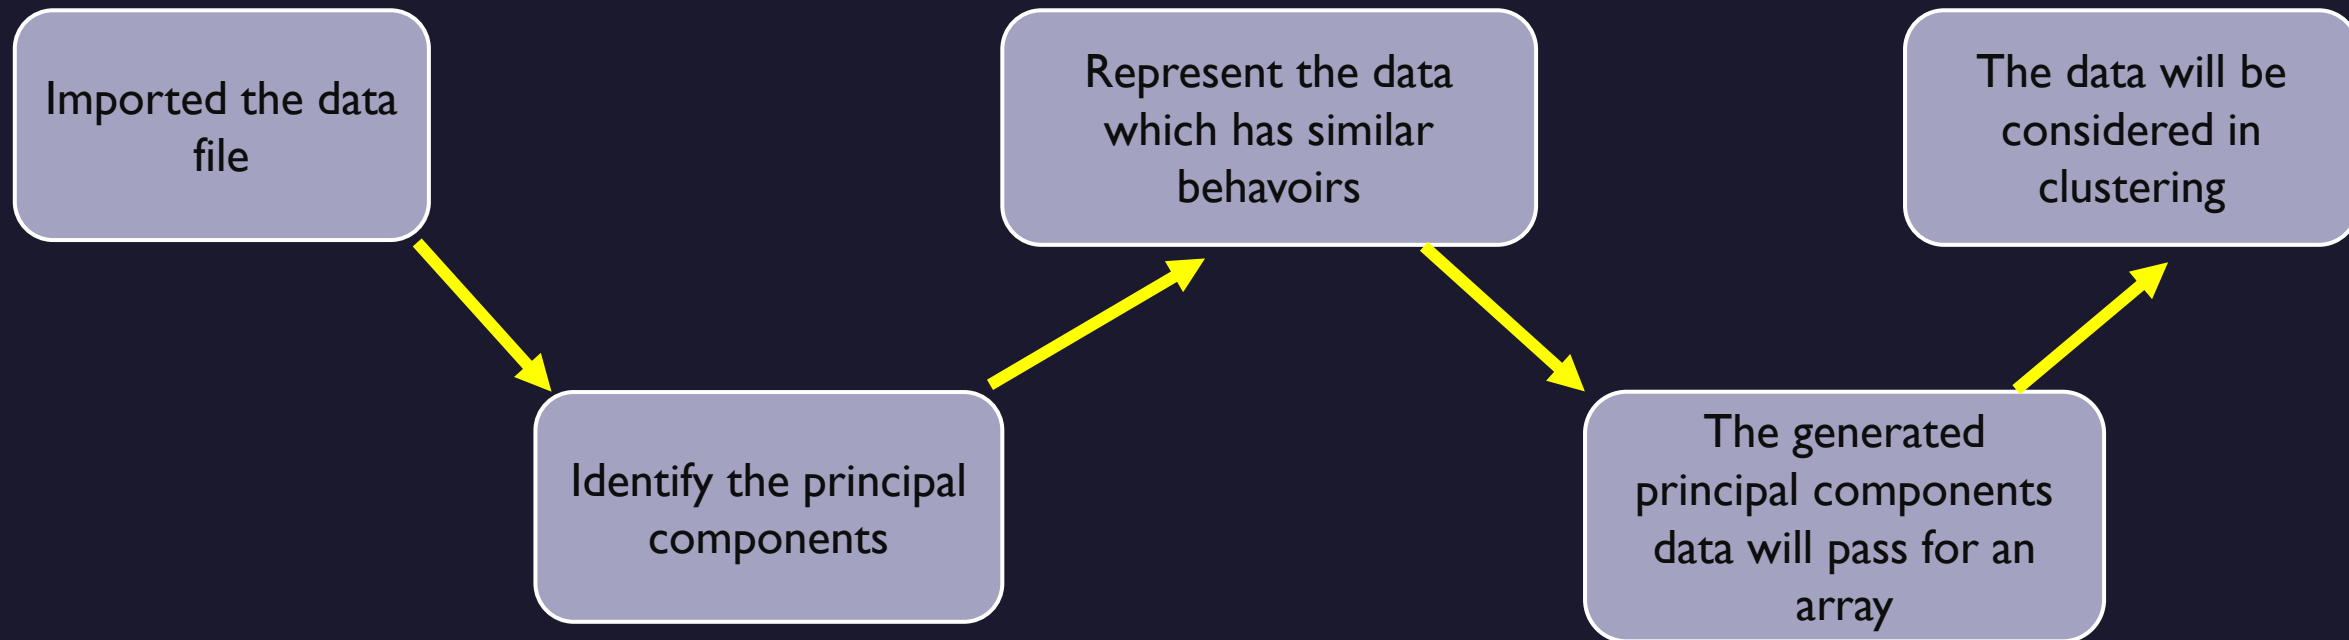 Imported the data
file
Identify the principal
components
Represent the data
which has similar
behavoirs
The generated
principal components
data will pass for an
array
The data will be
considered in
clustering